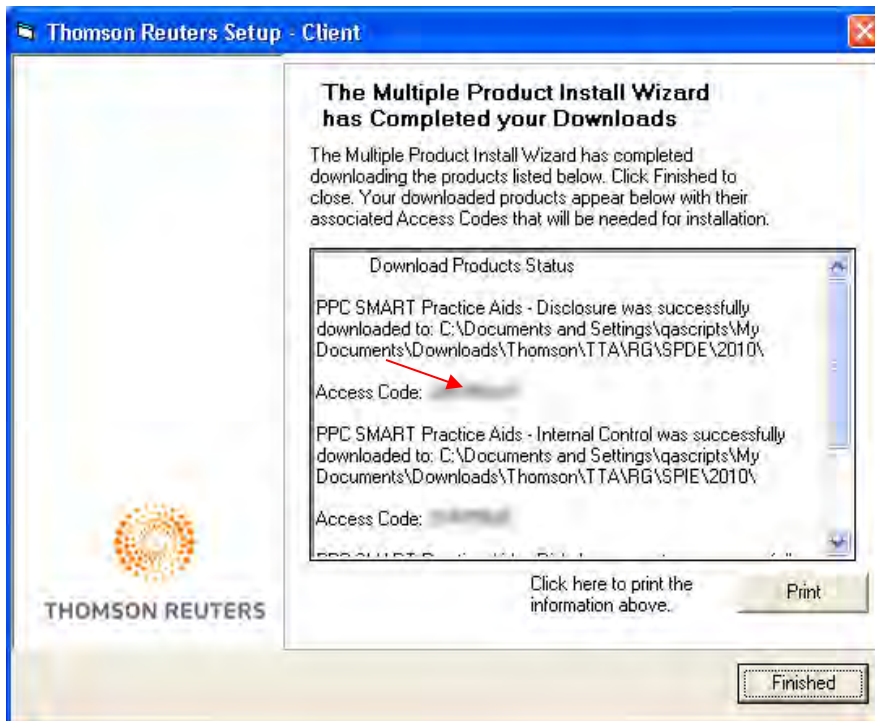 Thomson Reuters Setup - Client
The Multiple Product Install Wizard
has Completed your Downloads
The Multiple Product Install Wizard has completed
downloading the products listed below. Click Finished to
close. Your downloaded products appear below with their
associated Access Codes that will be needed for installation.
Download Products Status
PPC SMART Practice Aids - Disclosure was successfully
downloaded to: C:\Documents and Settings\qascripts\My
Documents\Downloads\Thomson\TTA\RG\SPDE\2010\
Access Code:
PPC SMART Practice Aids - Internal Control was successfully
downloaded to: C:\Documents and Settings\qascripts\My
Documents\Downloads\Thomson\TTA\RG\SPIE\2010\
Access Code:
Click here to print the
information above.
Print
THOMSON REUTERS
Finished